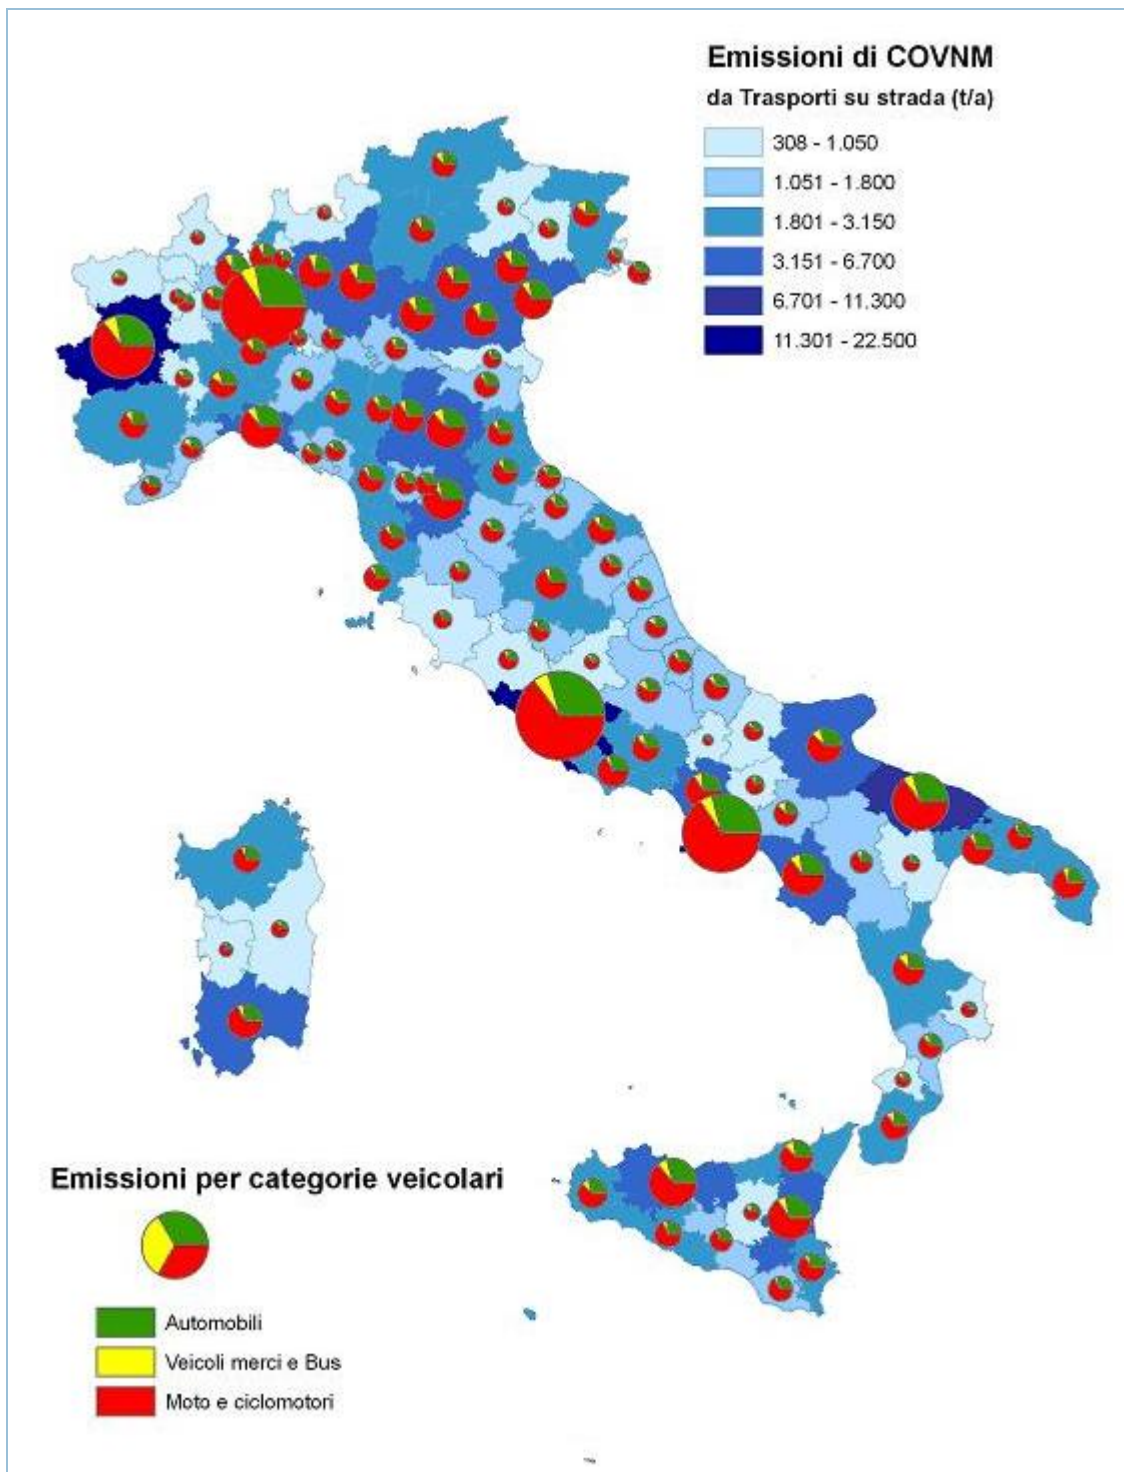 Emissioni di COVNM
da Trasporti su strada (t/a)
308 - 1.050
1.051 - 1.800
1.801 - 3.150
3.151 - 6.700
6.701 - 11.300
11.301 - 22.500
Emissioni per categorie veicolari
Automobili
Veicoli merci e Bus
Moto e ciclomotori